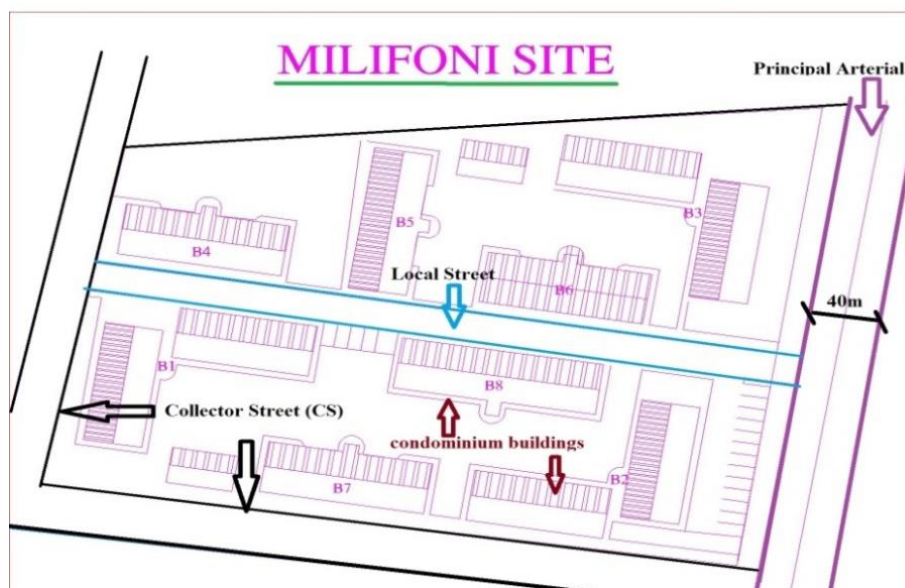 MILIFONI SITE
Principal Arterial
B5
B3
B4
Local Street
B6
40m
B1
B8
Collector Street (CS)
condominium buildings
B7
B2